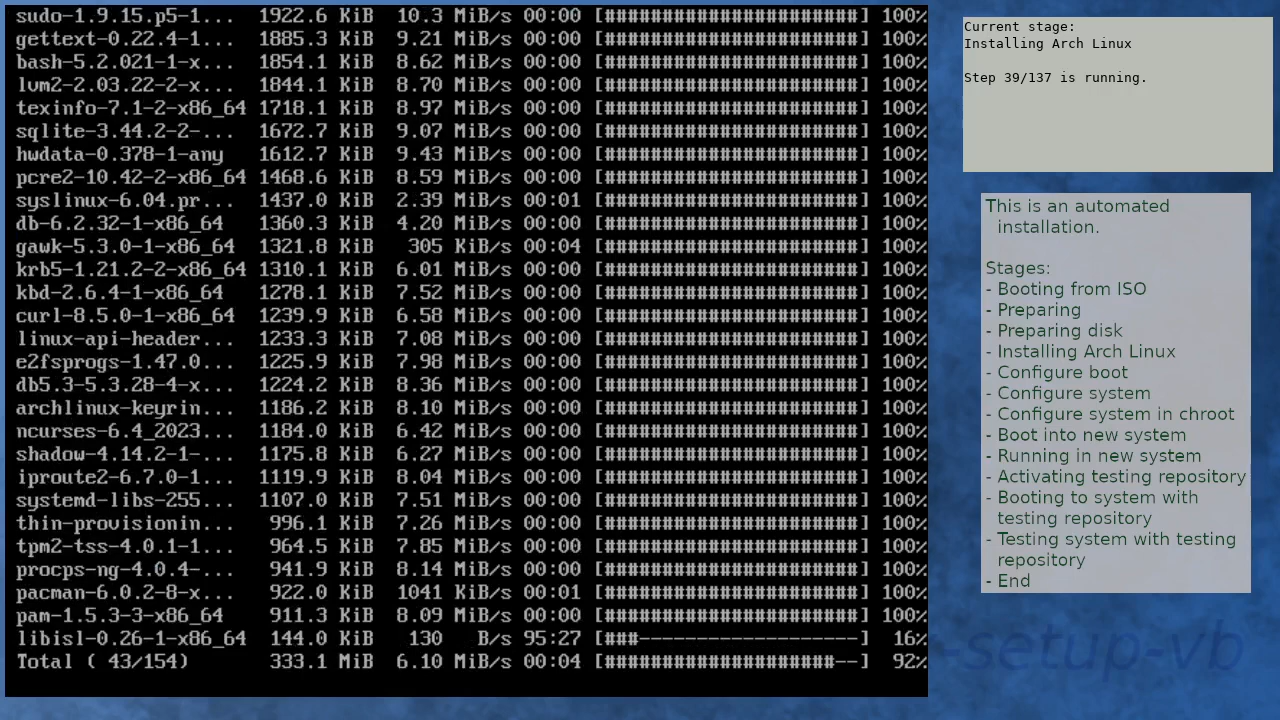 sudo-1.9.15.p5-1... 1922.6 KiB 10.3 MiB/s 00:00 [######################] 100%
gettext-0.22.4-1... 1885.3 KiB 9.21 MiB/s 00:00 [######################] 100%
bash-5.2.021-1-x... 1854.1 KiB 8.62 MiB/s 00:00 [######################] 100%
lvm2-2.03.22-2-x... 1844.1 KiB 8.70 MiB/s 00:00 [######################] 100%
texinfo-7.1-2-x86_64 1718.1 KiB 8.97 MiB/s 00:00 [######################] 100%
sqlite-3.44.2-2-... 1672.7 KiB 9.07 MiB/s 00:00 [######################] 100%
hwdata-0.378-1-any 1612.7 KiB 9.43 MiB/s 00:00 [######################] 100%
pcre2-10.42-2-x86_64 1468.6 KiB 8.59 MiB/s 00:00 [######################] 100%
syslinux-6.04.pr... 1437.0 KiB 2.39 MiB/s 00:01 [######################] 100%
db-6.2.32-1-x86_64 1360.3 KiB 4.20 MiB/s 00:00 [######################] 100%
gawk-5.3.0-1-x86_64 1321.8 KiB 305 KiB/s 00:04 [######################] 100%
krb5-1.21.2-2-x86_64 1310.1 KiB 6.01 MiB/s 00:00 [######################] 100%
kbd-2.6.4-1-x86_64 1278.1 KiB 7.52 MiB/s 00:00 [######################] 100%
curl-8.5.0-1-x86_64 1239.9 KiB 6.58 MiB/s 00:00 [######################] 100%
linux-api-header... 1233.3 KiB 7.08 MiB/s 00:00 [######################] 100%
e2fsprogs-1.47.0... 1225.9 KiB 7.98 MiB/s 00:00 [######################] 100%
db5.3-5.3.28-4-x... 1224.2 KiB 8.36 MiB/s 00:00 [######################] 100%
archlinux-keyrin... 1186.2 KiB 8.10 MiB/s 00:00 [######################] 100%
ncurses-6.4_2023... 1184.0 KiB 6.42 MiB/s 00:00 [######################] 100%
shadow-4.14.2-1-... 1175.8 KiB 6.27 MiB/s 00:00 [######################] 100%
iproute2-6.7.0-1... 1119.9 KiB 8.04 MiB/s 00:00 [######################] 100%
systemd-libs-255... 1107.0 KiB 7.51 MiB/s 00:00 [######################] 100%
thin-provisionin... 996.1 KiB 7.26 MiB/s 00:00 [######################] 100%
tpm2-tss-4.0.1-1... 964.5 KiB 7.85 MiB/s 00:00 [######################] 100%
procps-ng-4.0.4-... 941.9 KiB 8.14 MiB/s 00:00 [######################] 100%
pacman-6.0.2-8-x... 922.0 KiB 1041 KiB/s 00:01 [######################] 100%
pam-1.5.3-3-x86_64 911.3 KiB 8.09 MiB/s 00:00 [######################] 100%
libisl-0.26-1-x86_64 144.0 KiB 130 B/s 95:27 [###-------------------] 16%
Total ( 43/154) 333.1 MiB 6.10 MiB/s 00:04 [####################--] 92%
Current stage:
Installing Arch Linux
Step 39/137 is running.
This is an automated
installation.
Stages:
- Booting from ISO
- Preparing
- Preparing disk
- Installing Arch Linux
- Configure boot
- Configure system
- Configure system in chroot
- Boot into new system
- Running in new system
- Activating testing repository
- Booting to system with
testing repository
- Testing system with testing
repository
- End
-setup-vb